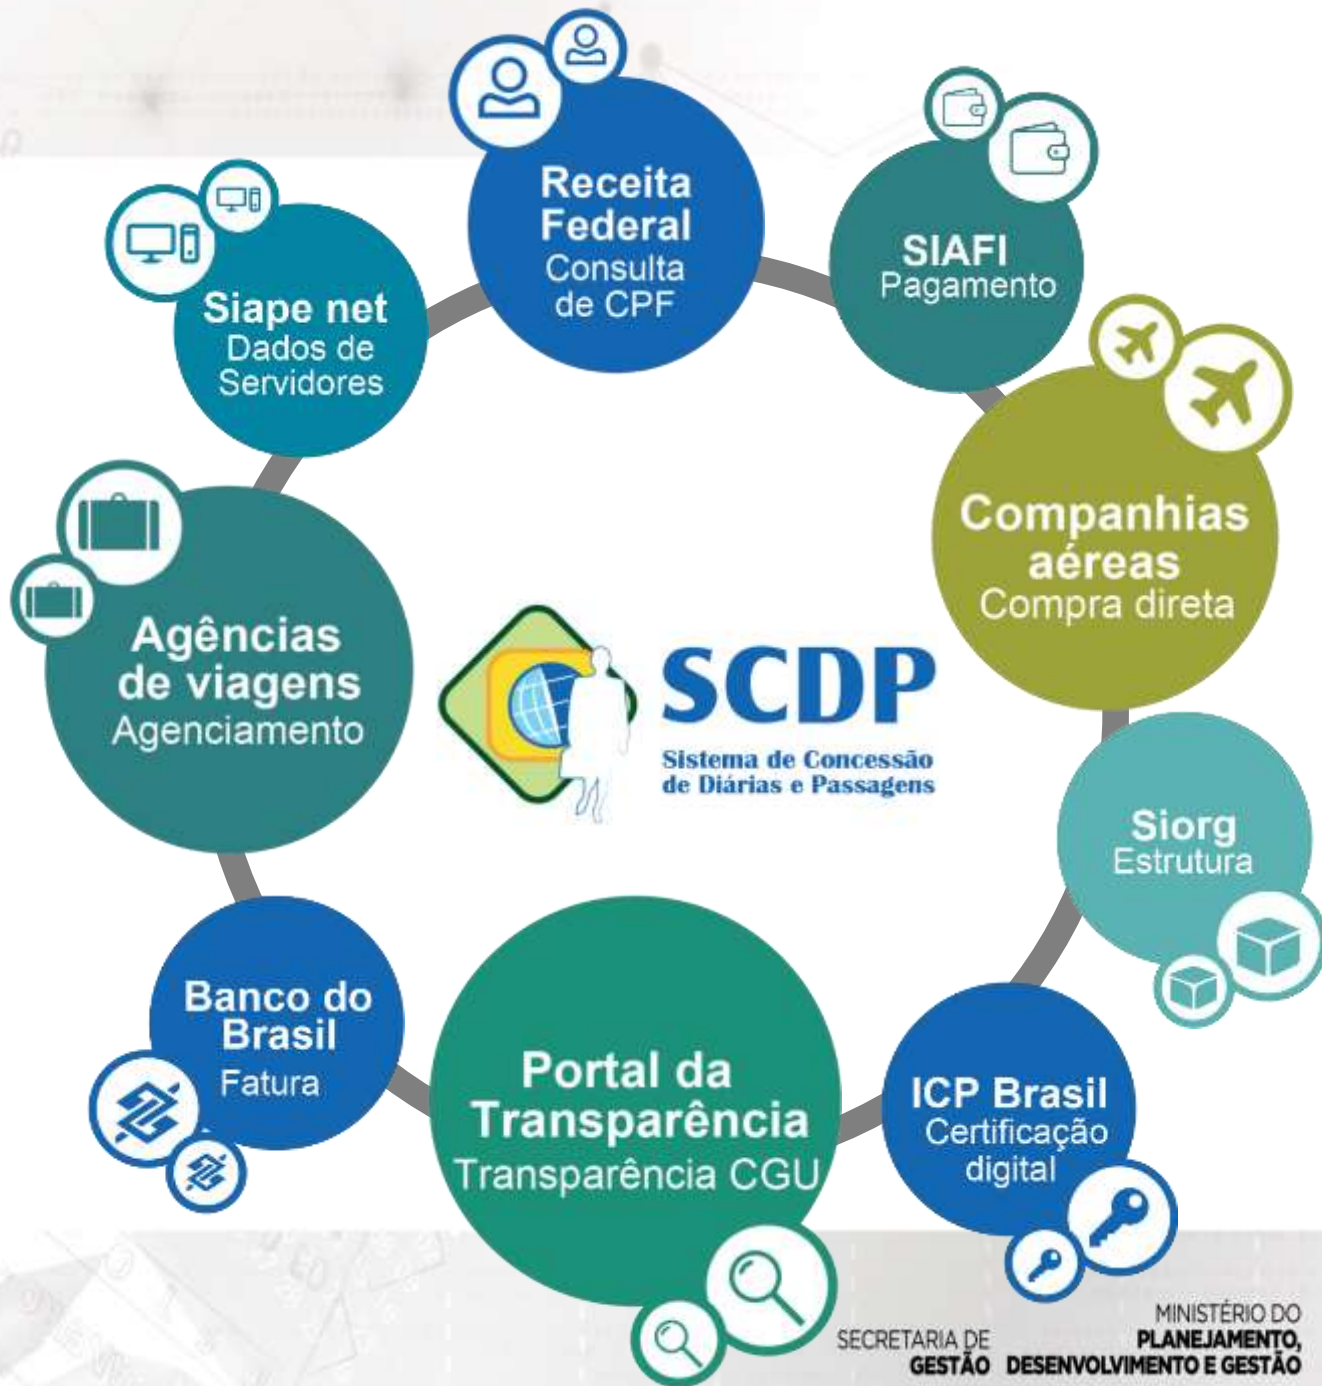 Receita
Federal
Consulta
de CPF
SIAFI
Pagamento
Siape net
Dados de
Servidores
Companhias
aéreas
Compra direta
Agências
de viagens
Agenciamento
SCDP
Sistema de Concessão
de Diárias e Passagens
Siorg
Estrutura
Banco do
Brasil
Fatura
Portal da
Transparência
Transparência CGU
ICP Brasil
Certificação
digital
SECRETARIA DE
GESTÃO
MINISTÉRIO DO
PLANEJAMENTO,
DESENVOLVIMENTO E GESTÃO